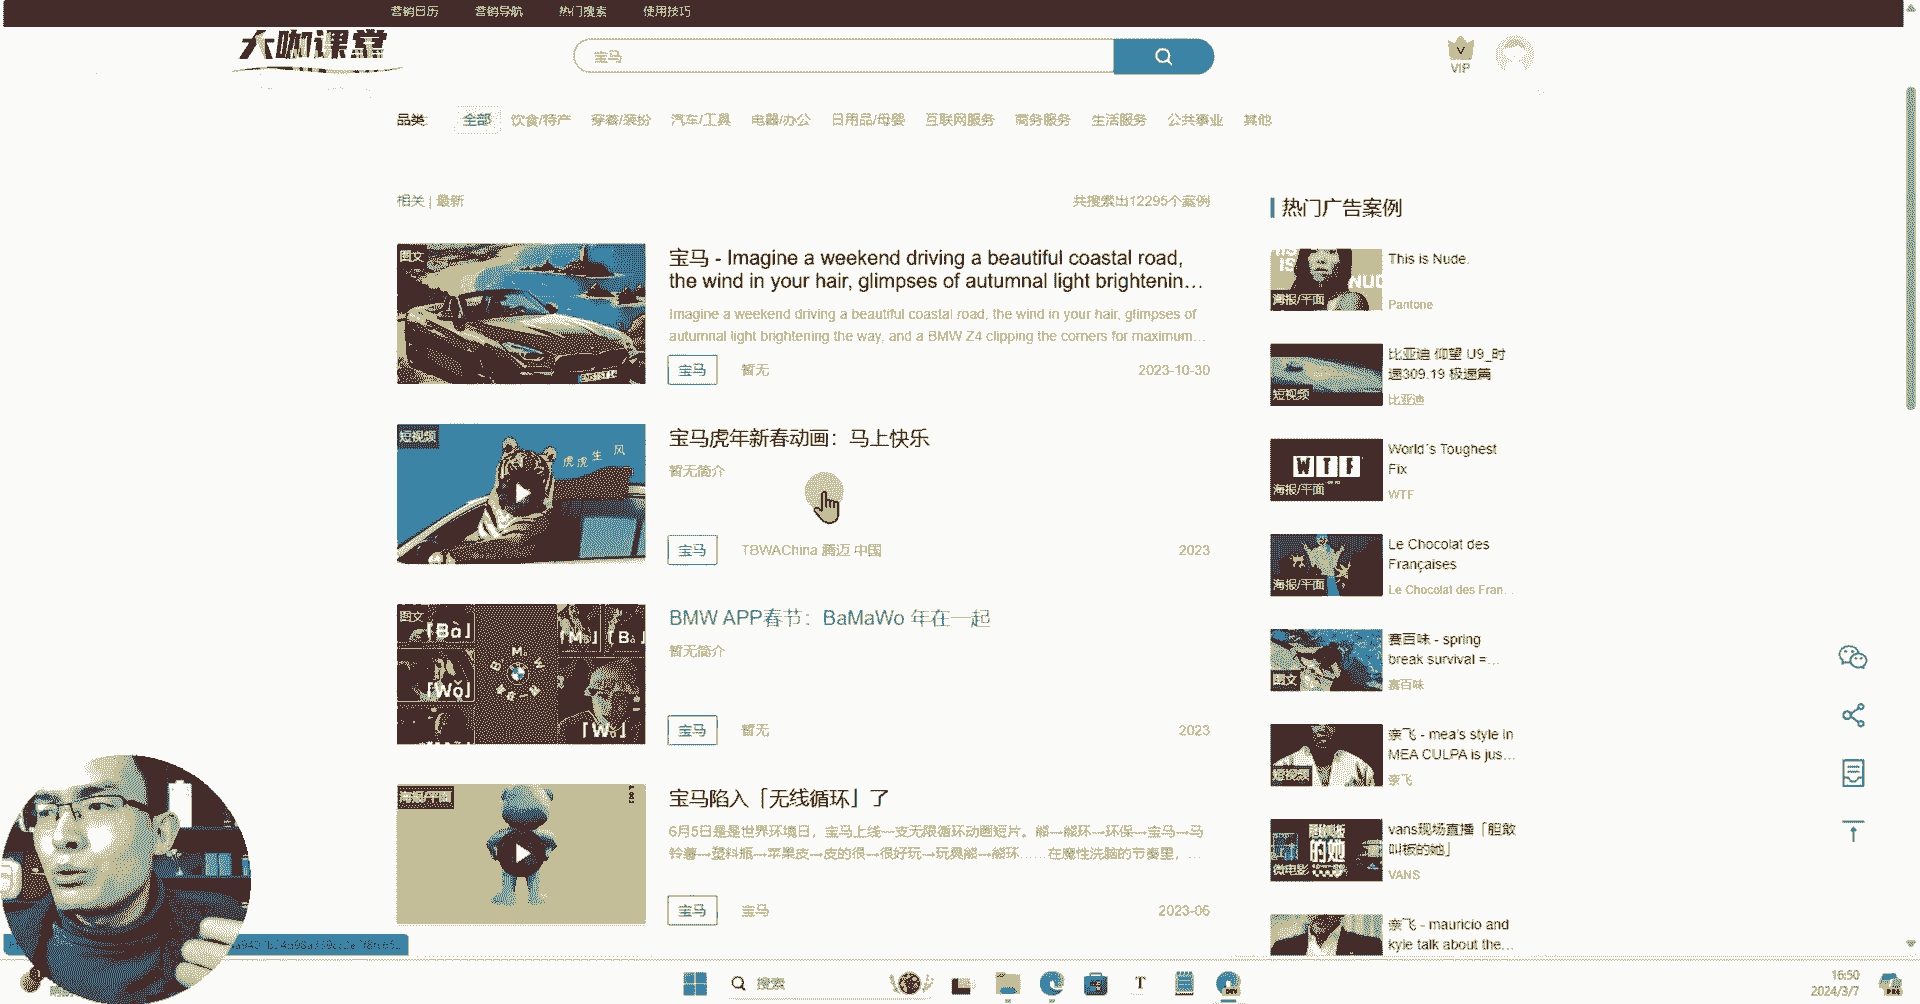 营销日历 营销导航 热门搜索 使用技巧
大咖课堂
宝马
VIP
品类: 全部 饮食/特产 穿着/装扮 汽车/工具 电器/办公 日用品/母婴 互联网服务 商务服务 生活服务 公共事业 其他
相关 | 最新
共搜索出12295个案例
图文
宝马 - Imagine a weekend driving a beautiful coastal road,
the wind in your hair, glimpses of autumnal light brightenin...
Imagine a weekend driving a beautiful coastal road, the wind in your hair, glimpses of
autumnal light brightening the way, and a BMW Z4 clipping the corners for maximum...
宝马 暂无 2023-10-30
短视频
虎虎生风
宝马虎年新春动画：马上快乐
暂无简介
宝马 TBWAChina 腾迈 中国 2023
图文
「Bà」
「Wǒ」
BMW APP春节：BaMaWo 年在一起
暂无简介
宝马 暂无 2023
海报/平面
宝马陷入「无线循环」了
6月5日是是世界环境日，宝马上线一支无限循环动画短片。熊—熊环—环保—宝马—马
铃薯—塑料瓶—苹果皮—皮的很—很好玩—玩具熊—熊环……在魔性洗脑的节奏里，...
宝马 宝马 2023-06
热门广告案例
海报/平面
This is Nude.
Pantone
短视频
比亚迪 仰望 U9_时
速309.19 极速篇
比亚迪
WTF
海报/平面
World´s Toughest
Fix
WTF
海报/平面
Le Chocolat des
Françaises
Le Chocolat des Fran...
图文
赛百味 - spring
break survival =...
赛百味
短视频
奈飞 - mea's style in
MEA CULPA is jus...
奈飞
的她
微电影
vans现场直播「胆敢
叫板的她」
VANS
奈飞 - mauricio and
kyle talk about the...
搜索
16:50
2024/3/7